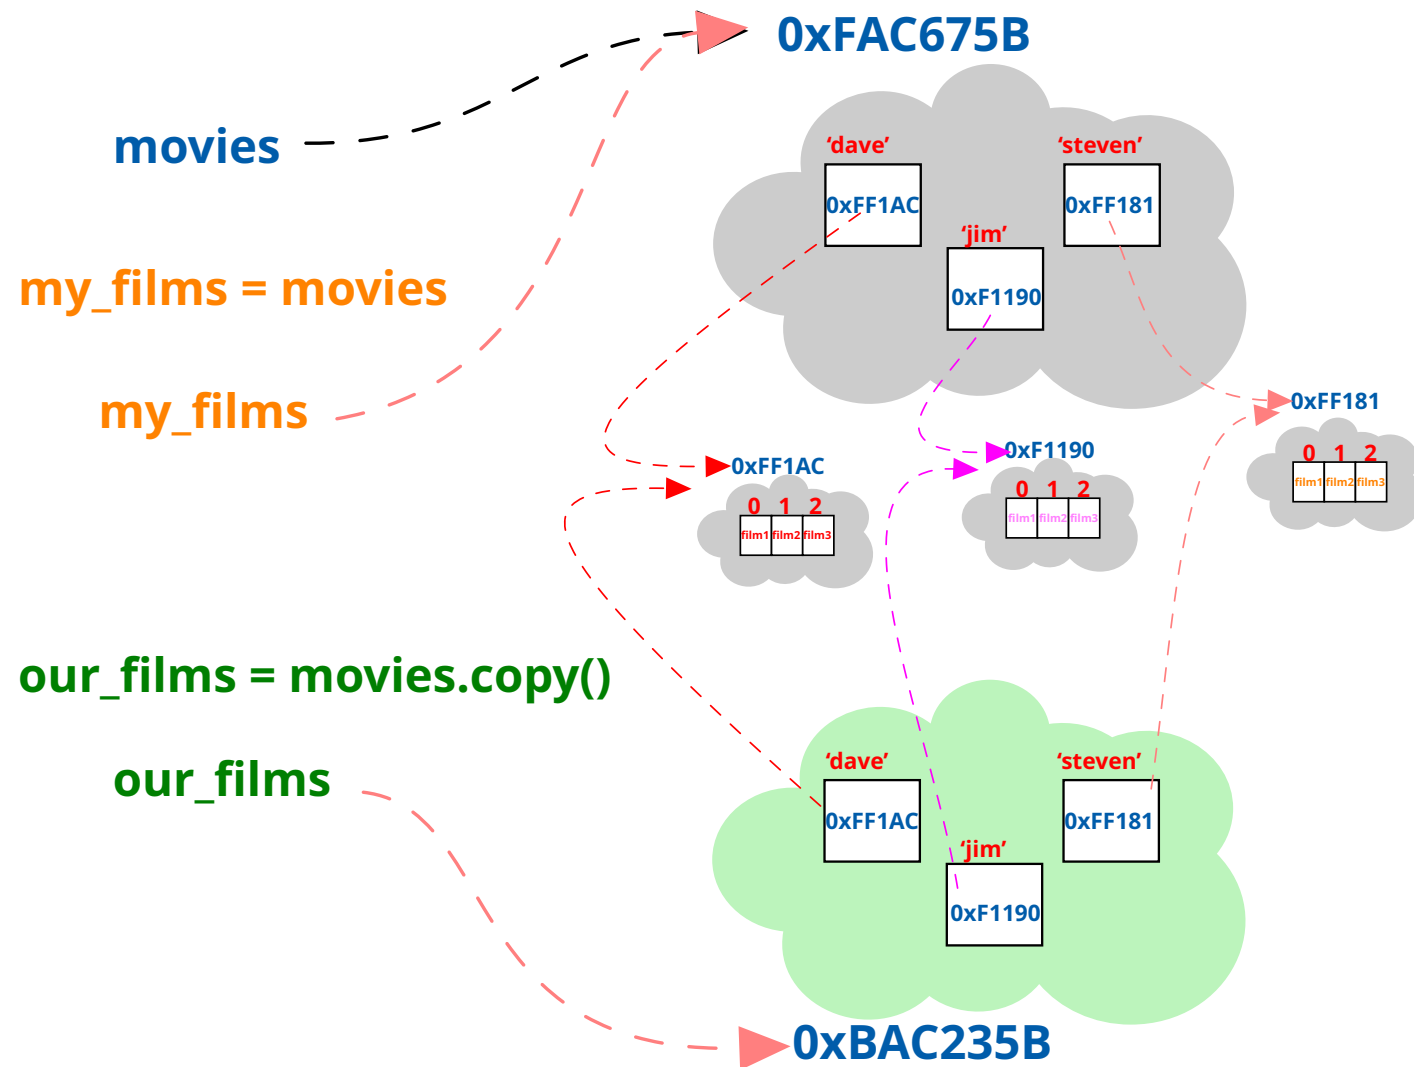 0xFAC675B
movies
‘dave’
‘steven’
0xFF1AC
0xFF181
‘jim’
0xF1190
my_films = movies
my_films
0xFF181
0 1 2
film1 film2 film3
0xF1190
0 1 2
film1 film2 film3
0xFF1AC
0 1 2
film1 film2 film3
our_films = movies.copy()
our_films
‘dave’
‘steven’
0xFF1AC
0xFF181
‘jim’
0xF1190
0xBAC235B